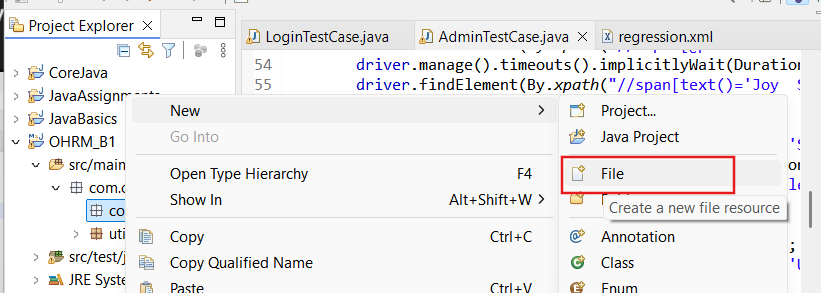 Project Explorer
CoreJava
JavaAssignments
JavaBasics
OHRM_B1
src/main
com.
co
uti
src/test/j
JRE System
LoginTestCase.java
AdminTestCase.java
regression.xml
54 driver.manage().timeouts().implicitlyWait(Duration
55 driver.findElement(By.xpath("//span[text()='Joy S
New
Go Into
Open Type Hierarchy F4
Show In Alt+Shift+W
Copy Ctrl+C
Copy Qualified Name
Paste Ctrl+V
Project...
Java Project
File
Create a new file resource
Annotation
Class
Enum